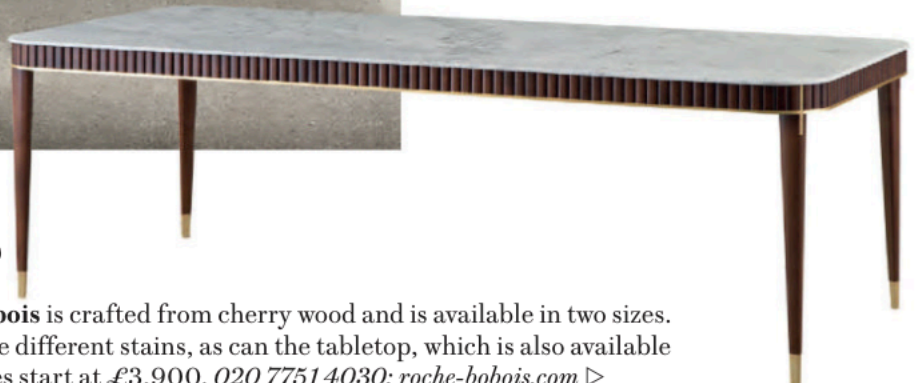 bois is crafted from cherry wood and is available in two sizes.
different stains, as can the tabletop, which is also available
start at £3,900. 020 7751 4030; roche-bobois.com ▷